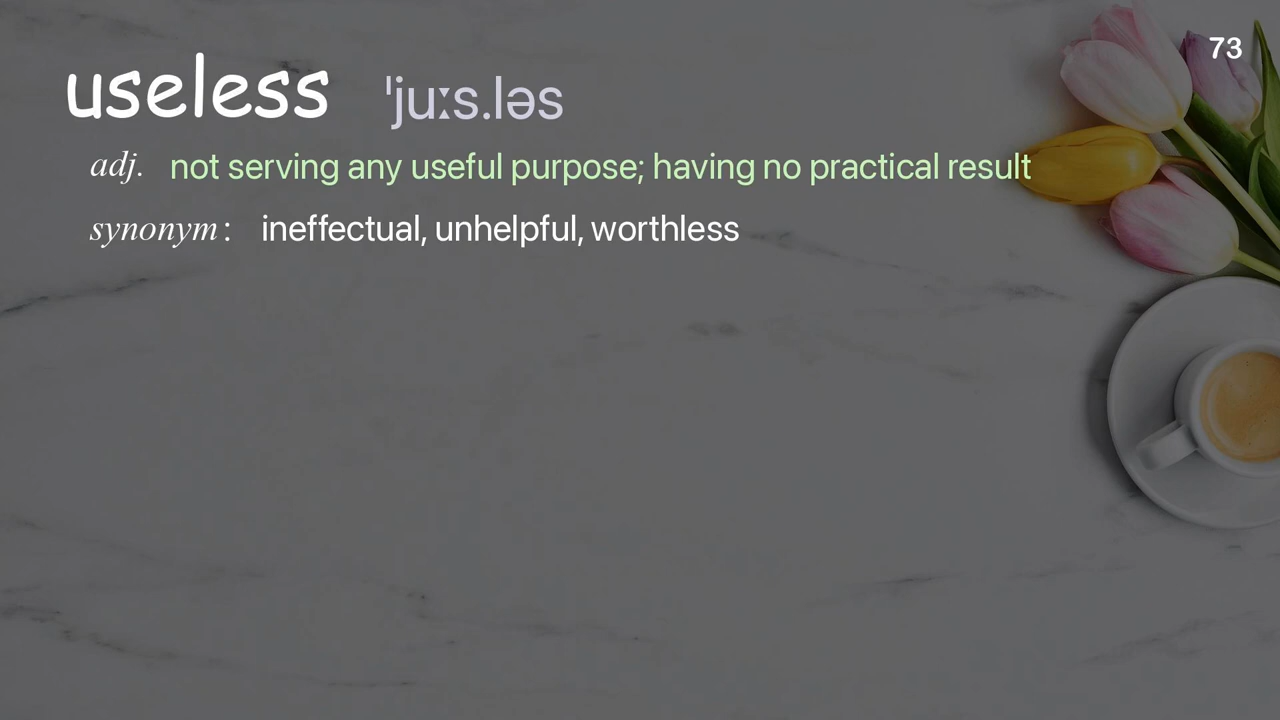 73
useless ˈjuːs.ləs
adj. not serving any useful purpose; having no practical result
synonym : ineffectual, unhelpful, worthless